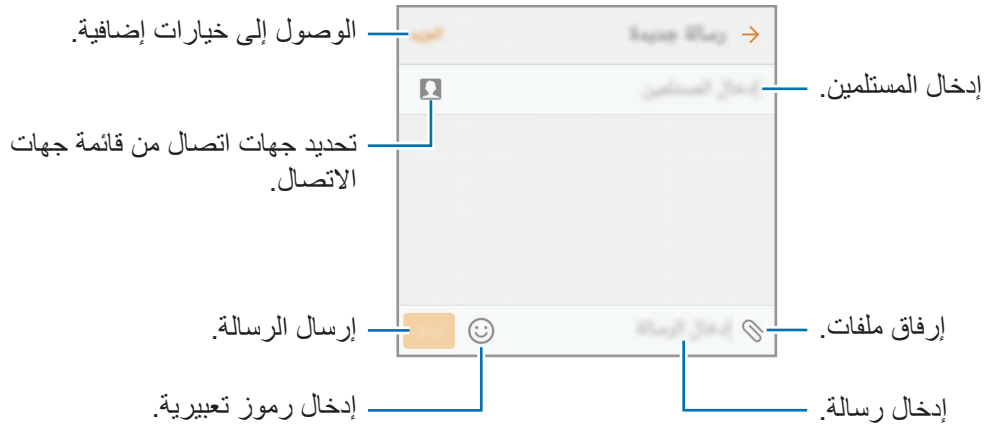 الوصول إلى خيارات إضافية.
رسالة جديدة
إدخال المستلمين.
إدخال المستلمين
تحديد جهات اتصال من قائمة جهات
الاتصال.
إرسال الرسالة.
إدخال الرسالة
إرفاق ملفات.
إدخال رموز تعبيرية.
إدخال رسالة.